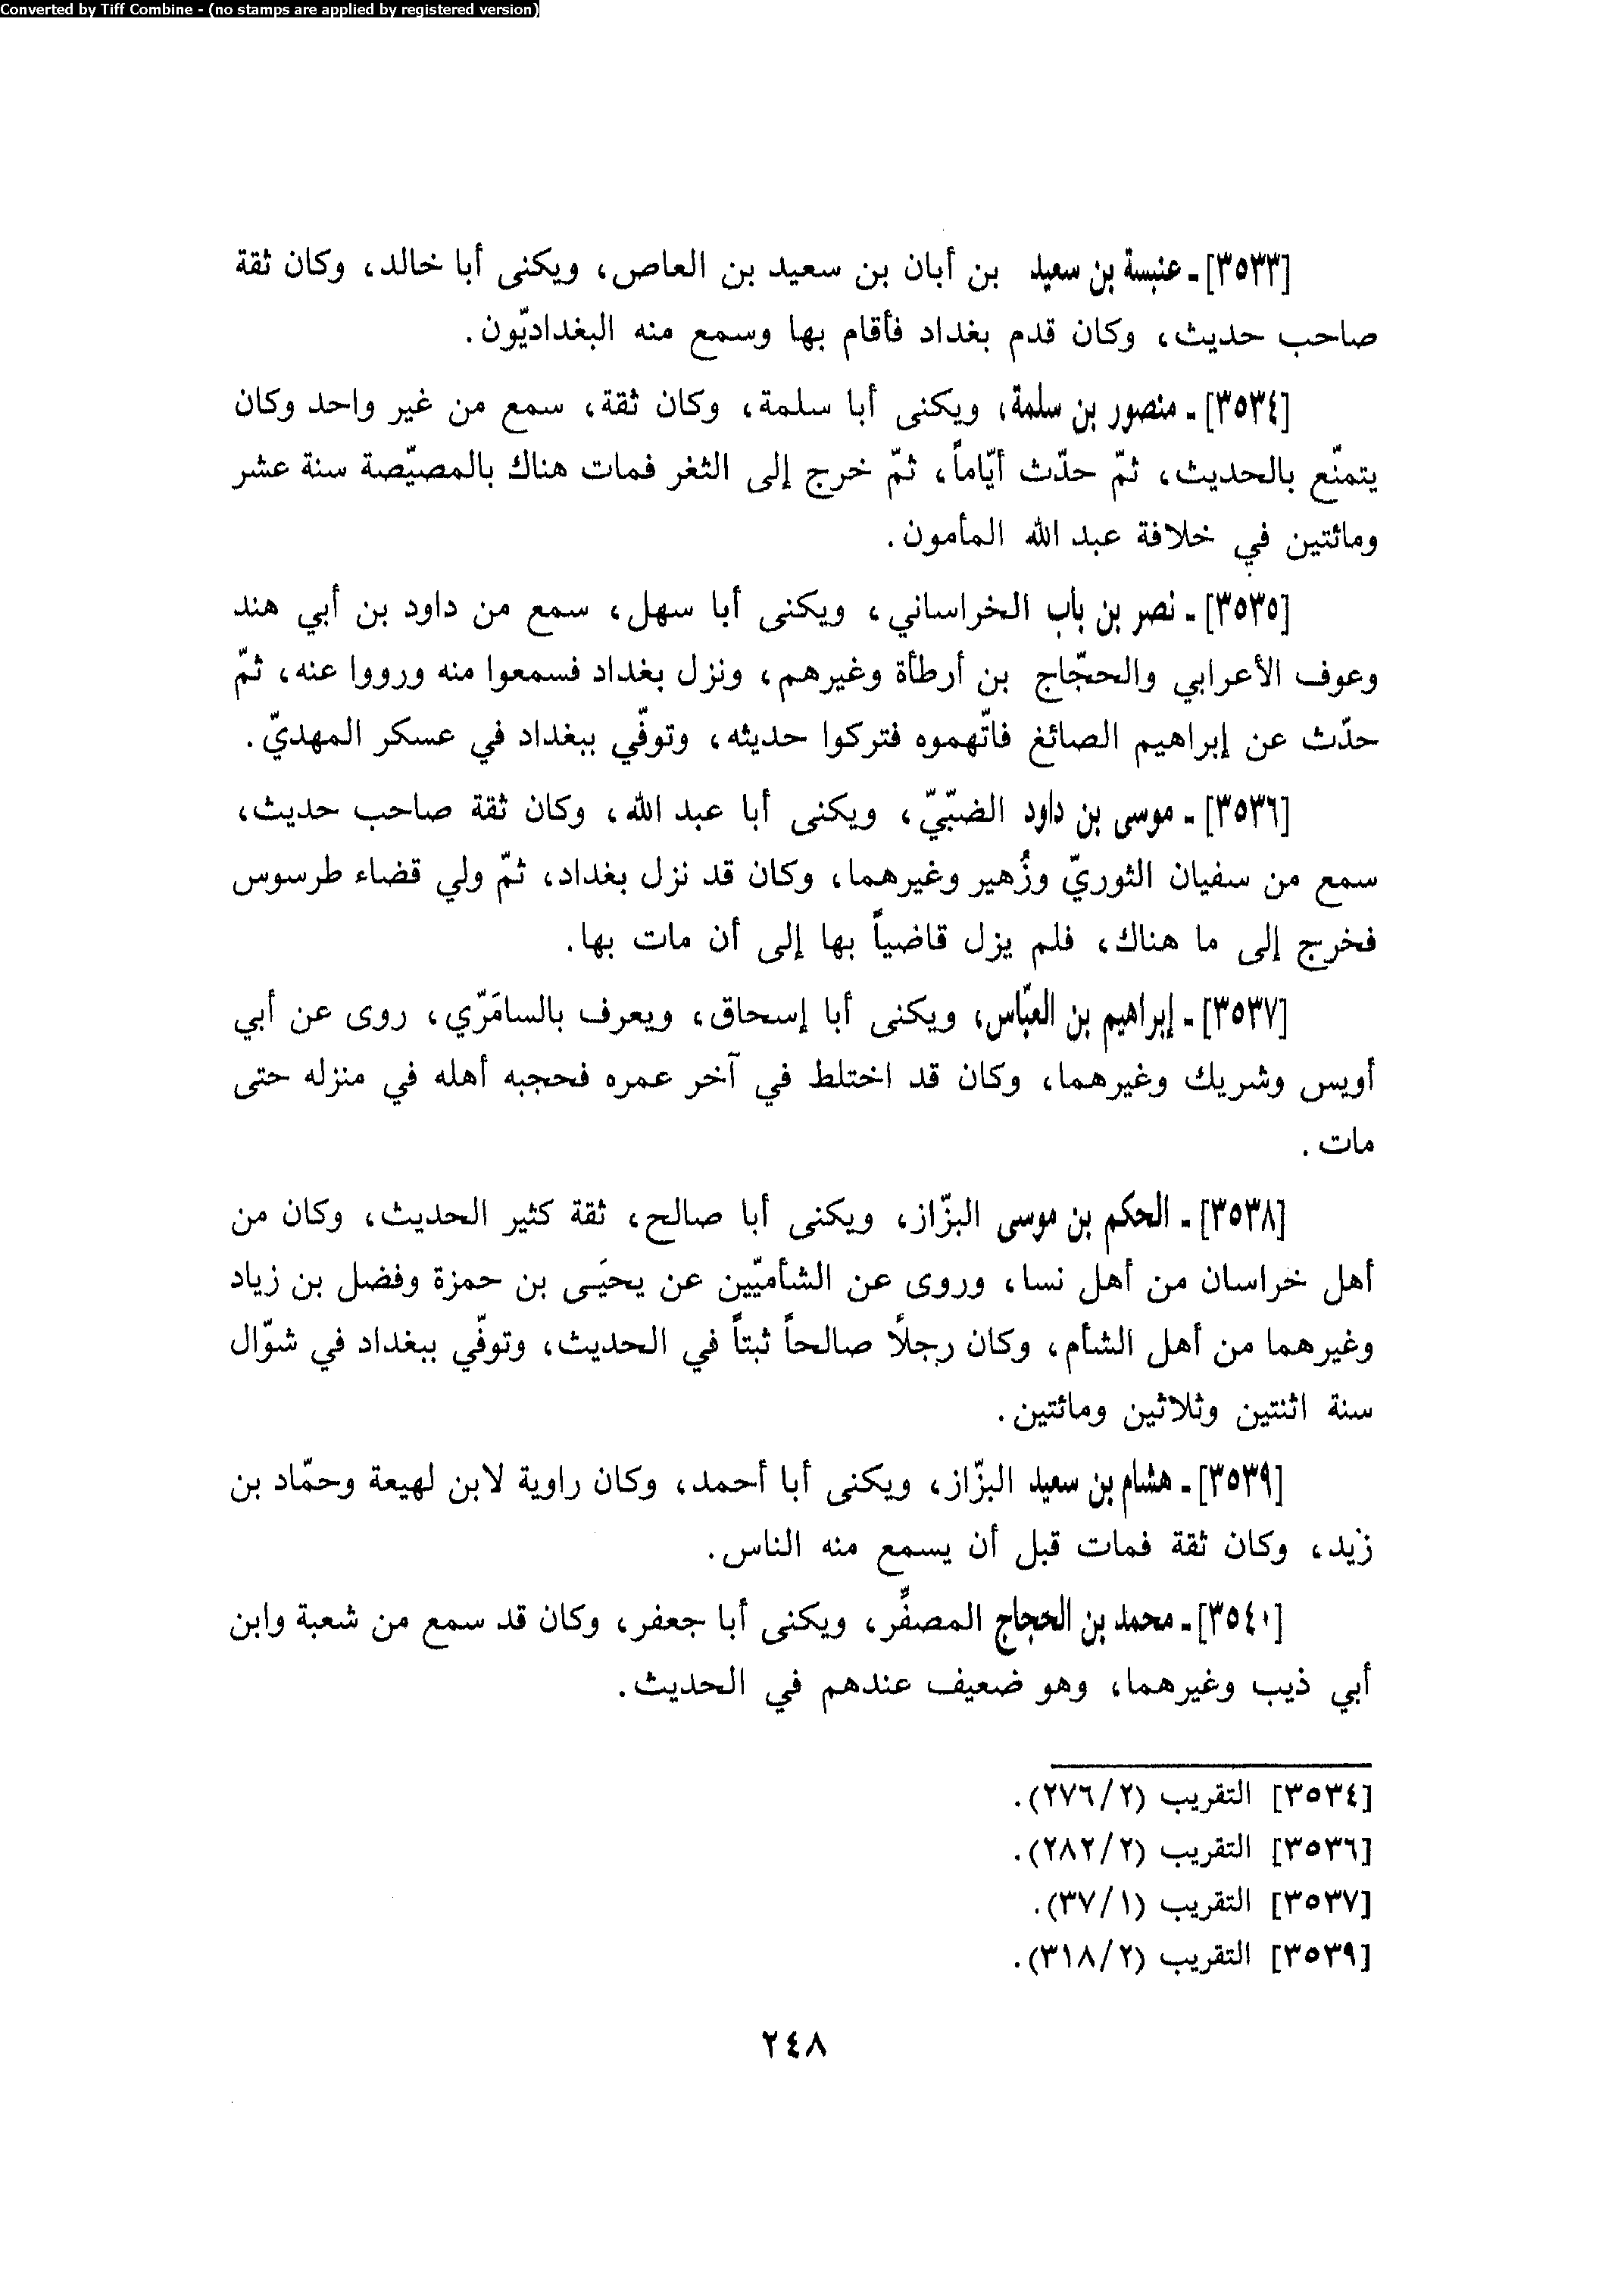 Converted by Tiff Combine - (no stamps are applied by registered version)
[٣٥٣٣] ـ عنبسة بن سعيد بن أبان بن سعيد بن العاص، ويكنى أبا خالد، وكان ثقة
صاحب حديث، وكان قدم بغداد فأقام بها وسمع منه البغداديّون.
[٣٥٣٤] ـ منصور بن سلمة، ويكنى أبا سلمة، وكان ثقة، سمع من غير واحد وكان
يتمنّع بالحديث، ثمّ حدّث أيّاماً، ثمّ خرج إلى الثغر فمات هناك بالمصيّصة سنة عشر
ومائتين في خلافة عبد الله المأمون.
[٣٥٣٥] ـ نصر بن باب الخراساني، ويكنى أبا سهل، سمع من داود بن أبي هند
وعوف الأعرابي والحجّاج بن أرطأة وغيرهم، ونزل بغداد فسمعوا منه ورووا عنه، ثمّ
حدّث عن إبراهيم الصائغ فاتّهموه فتركوا حديثه، وتوفّي ببغداد في عسكر المهديّ.
[٣٥٣٦] ـ موسى بن داود الضبّيّ، ويكنى أبا عبد الله، وكان ثقة صاحب حديث،
سمع من سفيان الثوريّ وزُهير وغيرهما، وكان قد نزل بغداد، ثمّ ولي قضاء طرسوس
فخرج إلى ما هناك، فلم يزل قاضياً بها إلى أن مات بها.
[٣٥٣٧] ـ إبراهيم بن العبّاس، ويكنى أبا إسحاق، ويعرف بالسامَرّي، روى عن أبي
أويس وشريك وغيرهما، وكان قد اختلط في آخر عمره فحجبه أهله في منزله حتى
مات.
[٣٥٣٨] ـ الحكم بن موسى البزّاز، ويكنى أبا صالح، ثقة كثير الحديث، وكان من
أهل خراسان من أهل نسا، وروى عن الشأميّين عن يحيَى بن حمزة وفضل بن زياد
وغيرهما من أهل الشأم، وكان رجلاً صالحاً ثبتاً في الحديث، وتوفّي ببغداد في شوّال
سنة اثنتين وثلاثين ومائتين.
[٣٥٣٩] ـ هشام بن سعيد البزّاز، ويكنى أبا أحمد، وكان راوية لابن لهيعة وحمّاد بن
زيد، وكان ثقة فمات قبل أن يسمع منه الناس.
[٣٥٤٠] ـ محمد بن الحجاج المصفِّر، ويكنى أبا جعفر، وكان قد سمع من شعبة وابن
أبي ذيب وغيرهما، وهو ضعيف عندهم في الحديث.
[٣٥٣٤] التقريب (٢/٢٧٦).
[٣٥٣٦] التقريب (٢/٢٨٢).
[٣٥٣٧] التقريب (١/٣٧).
[٣٥٣٩] التقريب (٢/٣١٨).
٢٤٨